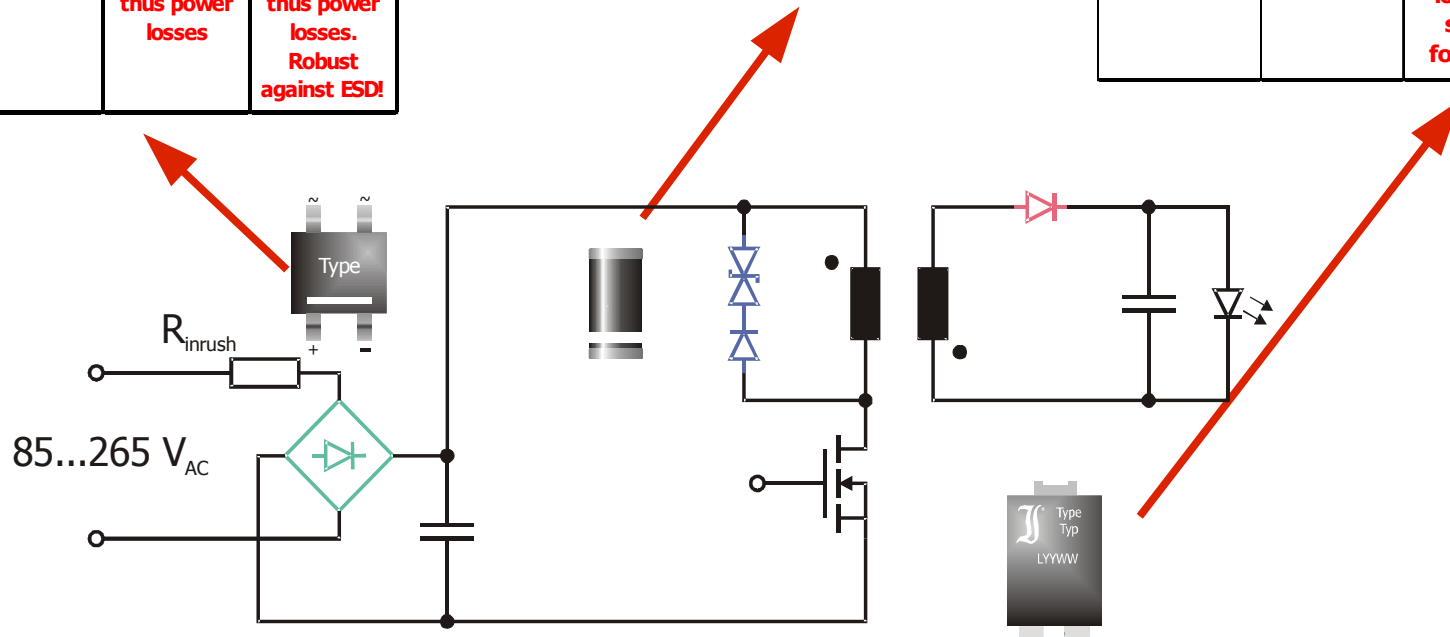 thus power
losses
thus power
losses.
Robust
against ESD!
~ ~
Type
+ -
R inrush
85...265 V AC
Type
Typ
LYYWW